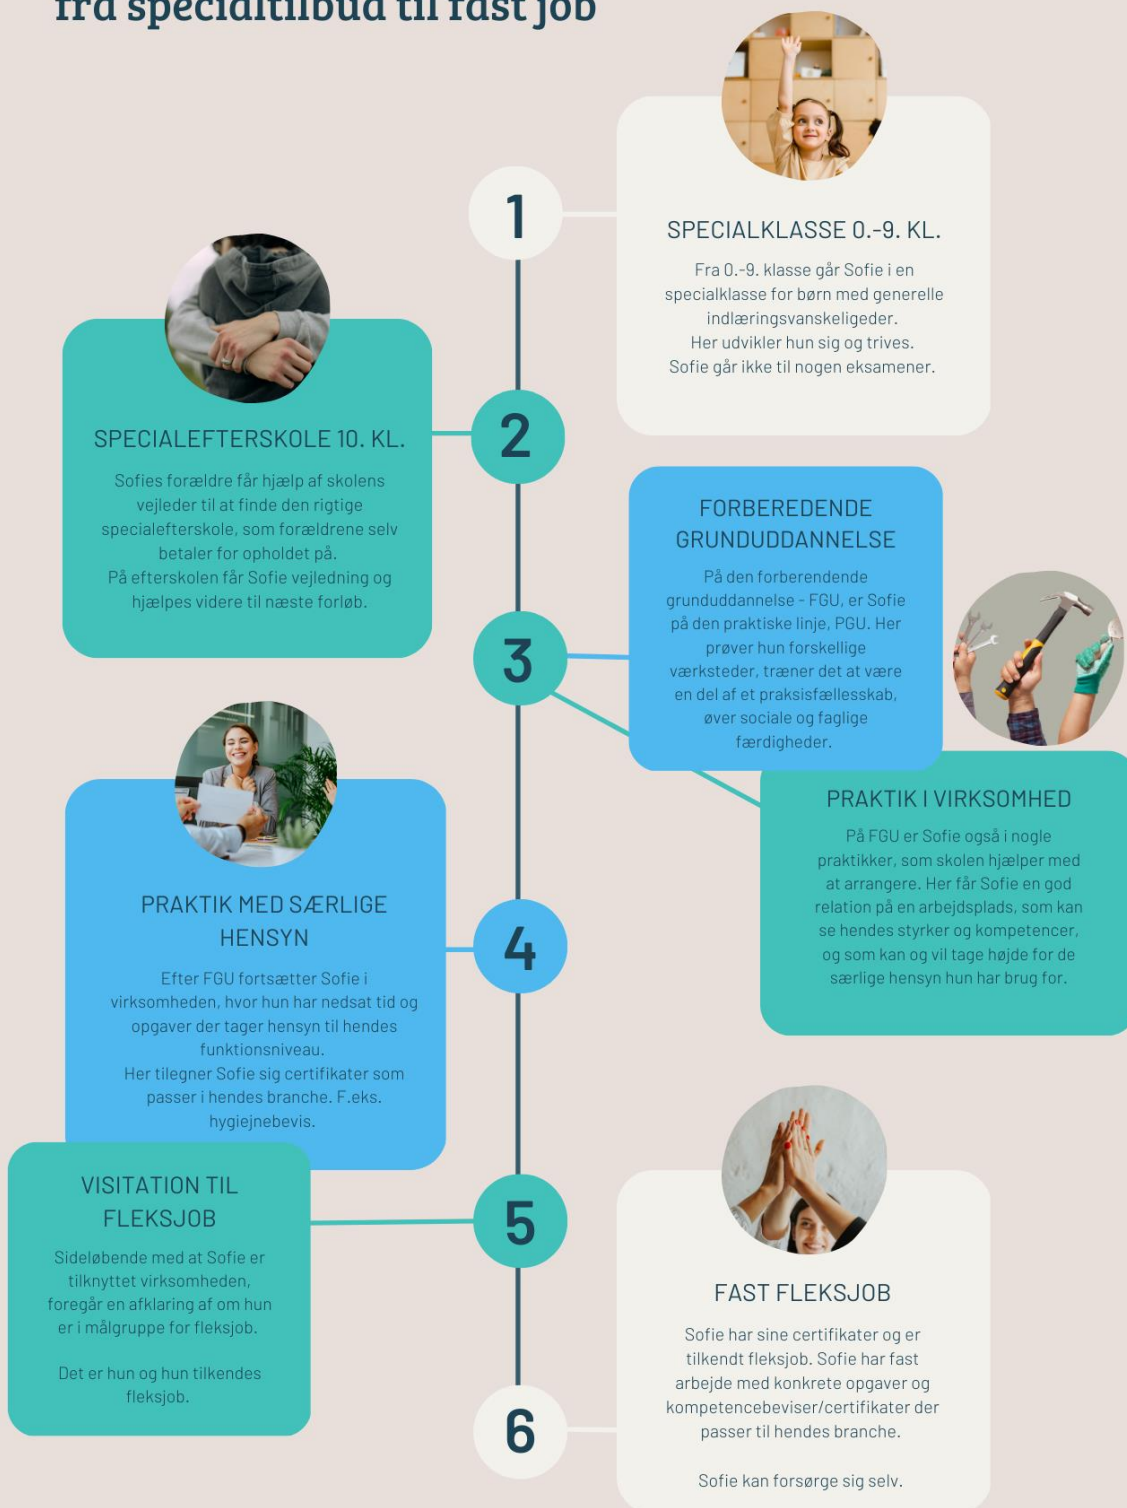 fra specialtilbud til fast job
1
SPECIALKLASSE 0.-9. KL.
Fra 0.-9. klasse går Sofie i en
specialklasse for børn med generelle
indlæringsvanskeligeder.
Her udvikler hun sig og trives.
Sofie går ikke til nogen eksamener.
2
SPECIALEFTERSKOLE 10. KL.
Sofies forældre får hjælp af skolens
vejleder til at finde den rigtige
specialefterskole, som forældrene selv
betaler for opholdet på.
På efterskolen får Sofie vejledning og
hjælpes videre til næste forløb.
3
FORBEREDENDE
GRUNDUDDANNELSE
På den forberendende
grunduddannelse - FGU, er Sofie
på den praktiske linje, PGU. Her
prøver hun forskellige
værksteder, træner det at være
en del af et praksisfællesskab,
øver sociale og faglige
færdigheder.
PRAKTIK I VIRKSOMHED
På FGU er Sofie også i nogle
praktikker, som skolen hjælper med
at arrangere. Her får Sofie en god
relation på en arbejdsplads, som kan
se hendes styrker og kompetencer,
og som kan og vil tage højde for de
særlige hensyn hun har brug for.
4
PRAKTIK MED SÆRLIGE
HENSYN
Efter FGU fortsætter Sofie i
virksomheden, hvor hun har nedsat tid og
opgaver der tager hensyn til hendes
funktionsniveau.
Her tilegner Sofie sig certifikater som
passer i hendes branche. F.eks.
hygiejnebevis.
5
VISITATION TIL
FLEKSJOB
Sideløbende med at Sofie er
tilknyttet virksomheden,
foregår en afklaring af om hun
er i målgruppe for fleksjob.
Det er hun og hun tilkendes
fleksjob.
6
FAST FLEKSJOB
Sofie har sine certifikater og er
tilkendt fleksjob. Sofie har fast
arbejde med konkrete opgaver og
kompetencebeviser/certifikater der
passer til hendes branche.
Sofie kan forsørge sig selv.